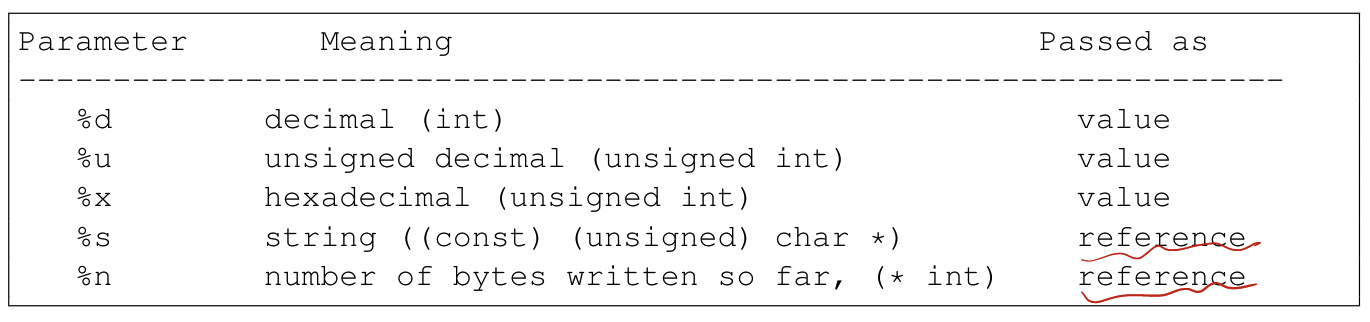 Parameter Meaning Passed as
--------------------------------------------------------------------
%d decimal (int) value
%u unsigned decimal (unsigned int) value
%x hexadecimal (unsigned int) value
%s string ((const) (unsigned) char *) reference
%n number of bytes written so far, (* int) reference